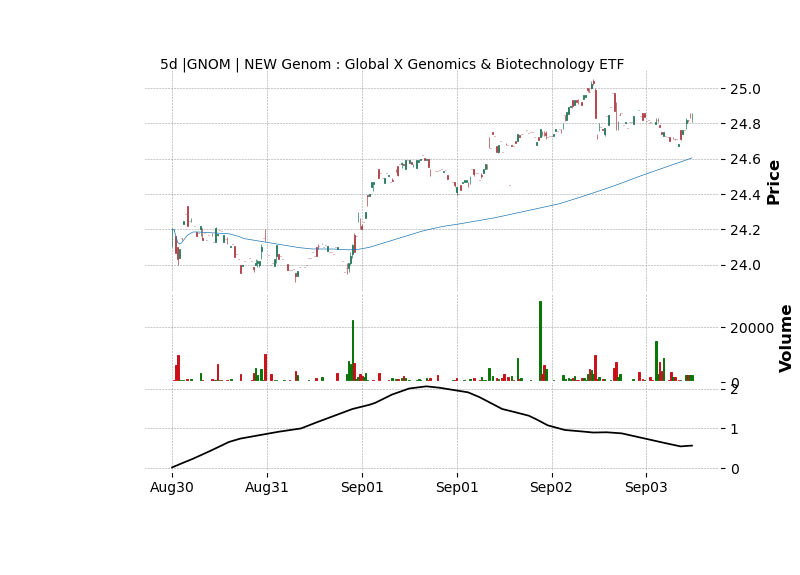 5d |GNOM | NEW Genom : Global X Genomics & Biotechnology ETF
25.0
24.8
24.6
24.4
24.2
24.0
Price
20000
0
Volume
2
1
0
Aug30 Aug31 Sep01 Sep01 Sep02 Sep03